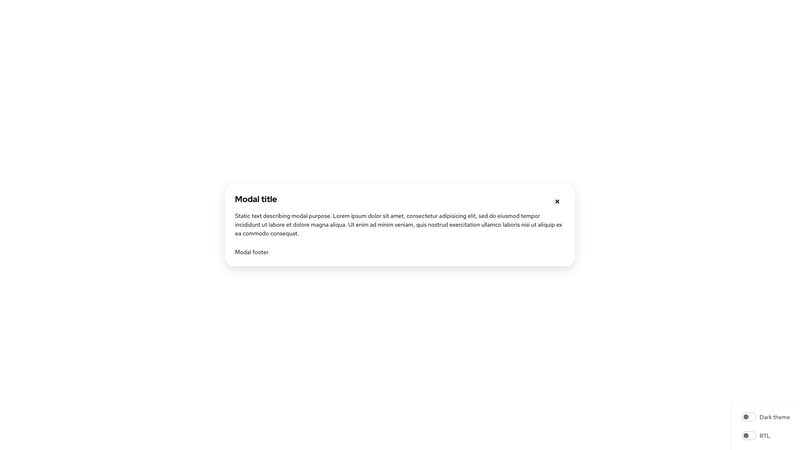 Modal title
Static text describing modal purpose. Lorem ipsum dolor sit amet, consectetur adipisicing elit, sed do eiusmod tempor
incididunt ut labore et dolore magna aliqua. Ut enim ad minim veniam, quis nostrud exercitation ullamco laboris nisi ut aliquip ex
ea commodo consequat.
Modal footer
Dark theme
RTL